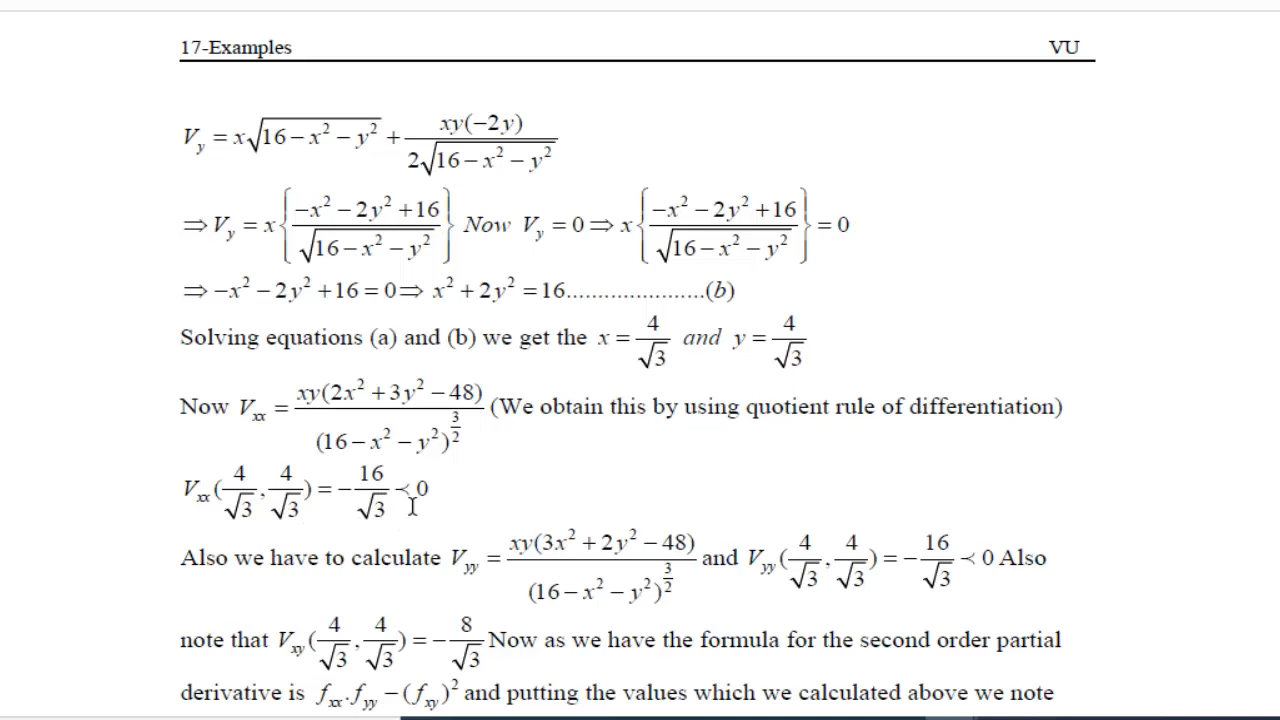 17-Examples VU
V_y = x√(16 − x² − y²) + xy(−2y) / 2√(16 − x² − y²)
⇒ V_y = x{(−x² − 2y² + 16) / √(16 − x² − y²)} Now V_y = 0 ⇒ x{(−x² − 2y² + 16) / √(16 − x² − y²)} = 0
⇒ −x² − 2y² + 16 = 0 ⇒ x² + 2y² = 16......................(b)
Solving equations (a) and (b) we get the x = 4/√3 and y = 4/√3
Now V_xx = xy(2x² + 3y² − 48) / (16 − x² − y²)^(3/2) (We obtain this by using quotient rule of differentiation)
V_xx(4/√3, 4/√3) = −16/√3 ≺ 0
Also we have to calculate V_yy = xy(3x² + 2y² − 48) / (16 − x² − y²)^(3/2) and V_yy(4/√3, 4/√3) = −16/√3 ≺ 0 Also
note that V_xy(4/√3, 4/√3) = −8/√3 Now as we have the formula for the second order partial
derivative is f_xx.f_yy − (f_xy)² and putting the values which we calculated above we note